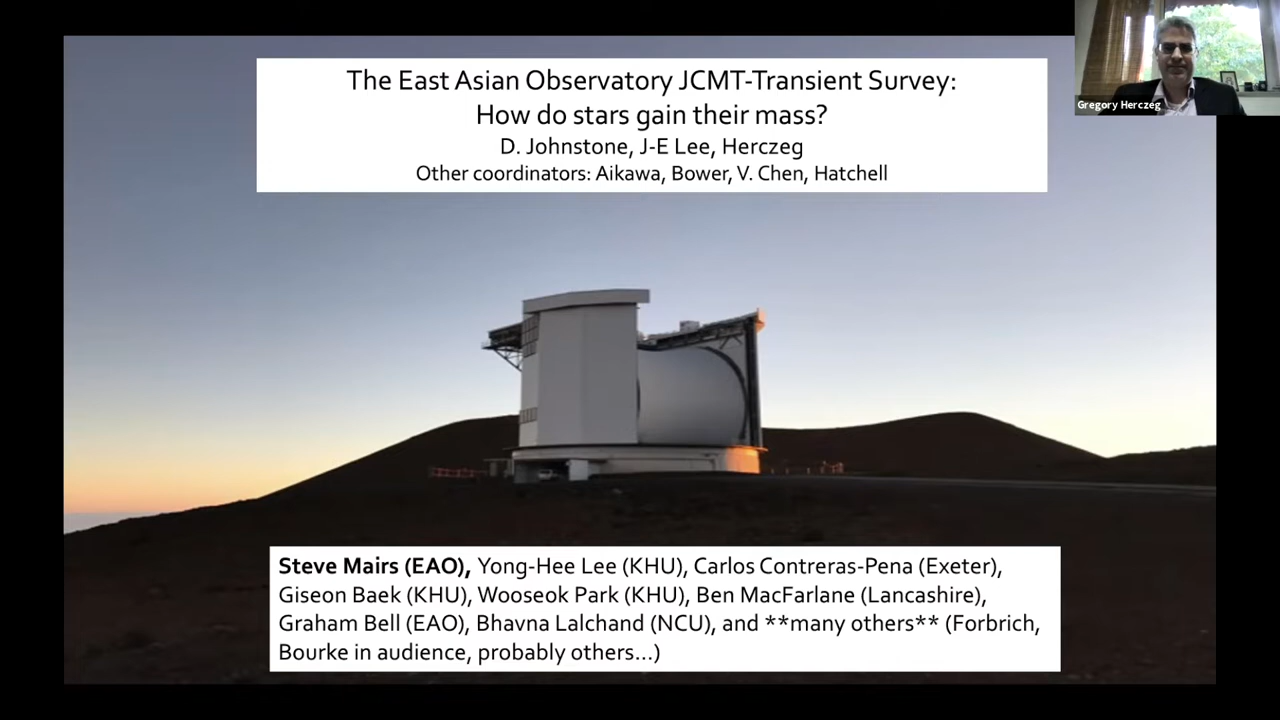 The East Asian Observatory JCMT-Transient Survey:
How do stars gain their mass?
D. Johnstone, J-E Lee, Herczeg
Other coordinators: Aikawa, Bower, V. Chen, Hatchell
Gregory Herczeg
Steve Mairs (EAO), Yong-Hee Lee (KHU), Carlos Contreras-Pena (Exeter),
Giseon Baek (KHU), Wooseok Park (KHU), Ben MacFarlane (Lancashire),
Graham Bell (EAO), Bhavna Lalchand (NCU), and **many others** (Forbrich,
Bourke in audience, probably others...)